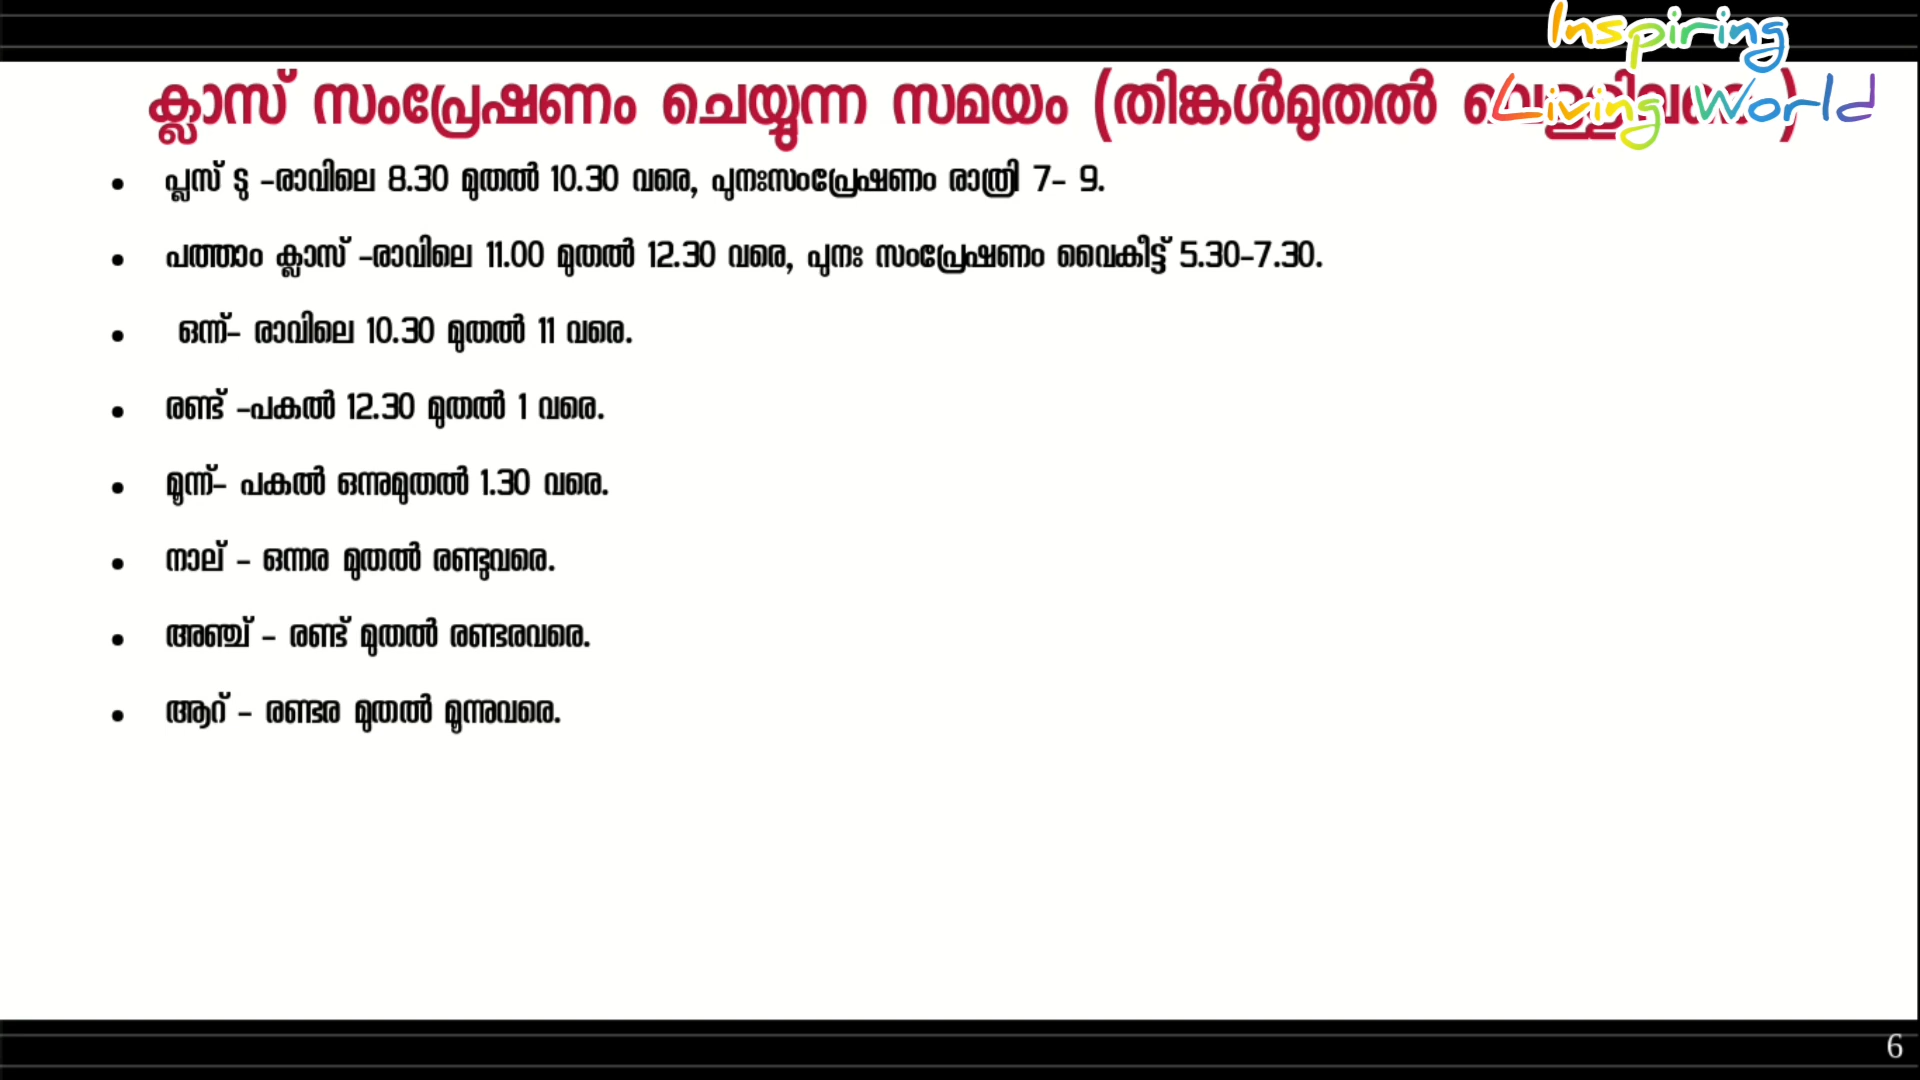 Inspiring
Living World
ക്ലാസ് സംപ്രേഷണം ചെയ്യുന്ന സമയം (തിങ്കൾമുതൽ
• പ്ലസ് ടു -രാവിലെ 8.30 മുതൽ 10.30 വരെ, പുനഃസംപ്രേഷണം രാത്രി 7- 9.
• പത്താം ക്ലാസ് -രാവിലെ 11.00 മുതൽ 12.30 വരെ, പുനഃ സംപ്രേഷണം വൈകീട്ട് 5.30-7.30.
• ഒന്ന്- രാവിലെ 10.30 മുതൽ 11 വരെ.
• രണ്ട് -പകൽ 12.30 മുതൽ 1 വരെ.
• മൂന്ന്- പകൽ ഒന്നുമുതൽ 1.30 വരെ.
• നാല് - ഒന്നര മുതൽ രണ്ടുവരെ.
• അഞ്ച് - രണ്ട് മുതൽ രണ്ടരവരെ.
• ആറ് - രണ്ടര മുതൽ മൂന്നുവരെ.
6